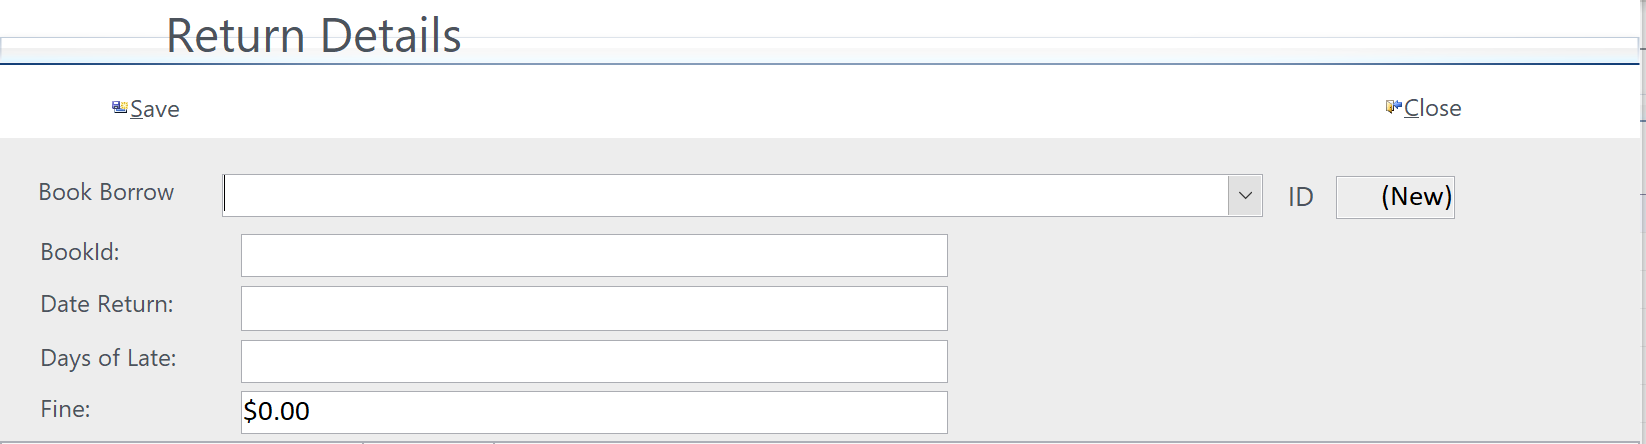 Return Details
Save Close
Book Borrow ID (New)
BookId:
Date Return:
Days of Late:
Fine: $0.00